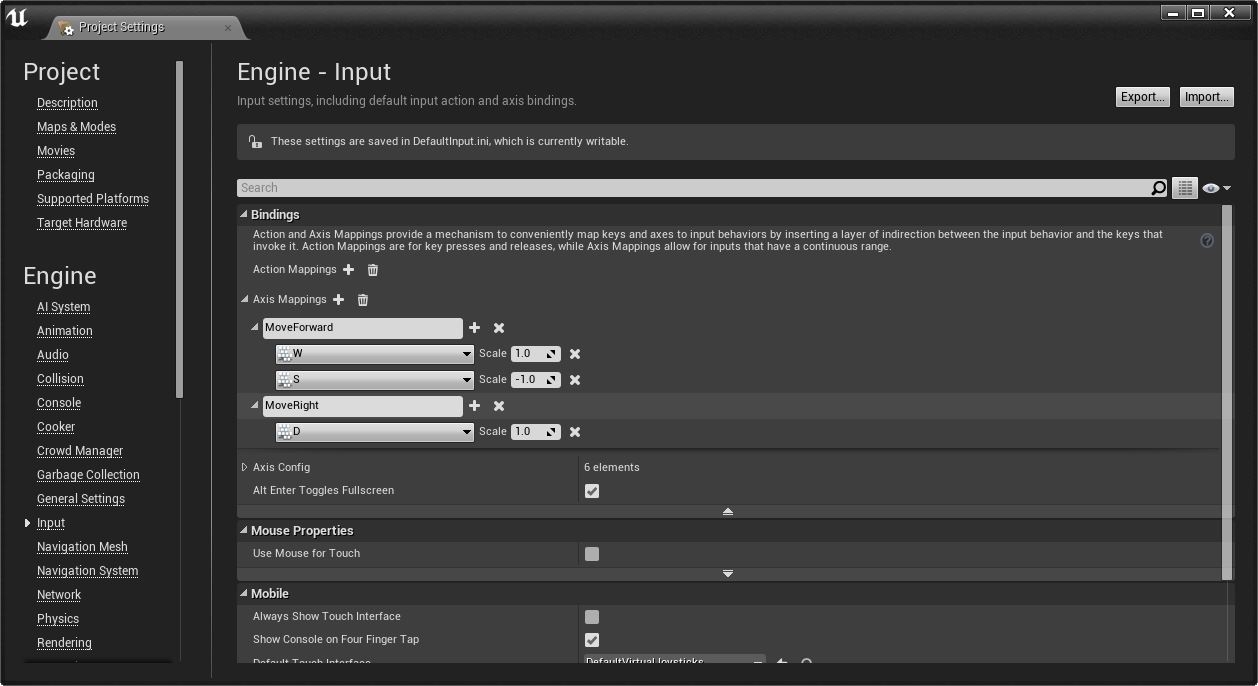 Project Settings
Project
Description
Maps & Modes
Movies
Packaging
Supported Platforms
Target Hardware
Engine
AI System
Animation
Audio
Collision
Console
Cooker
Crowd Manager
Garbage Collection
General Settings
Input
Navigation Mesh
Navigation System
Network
Physics
Rendering
Engine - Input
Input settings, including default input action and axis bindings.
Export...
Import...
These settings are saved in DefaultInput.ini, which is currently writable.
Search
Bindings
Action and Axis Mappings provide a mechanism to conveniently map keys and axes to input behaviors by inserting a layer of indirection between the input behavior and the keys that
invoke it. Action Mappings are for key presses and releases, while Axis Mappings allow for inputs that have a continuous range.
Action Mappings
Axis Mappings
MoveForward
W Scale 1.0
S Scale -1.0
MoveRight
D Scale 1.0
Axis Config 6 elements
Alt Enter Toggles Fullscreen
Mouse Properties
Use Mouse for Touch
Mobile
Always Show Touch Interface
Show Console on Four Finger Tap
Default Touch Interface DefaultVirtualJoysticks